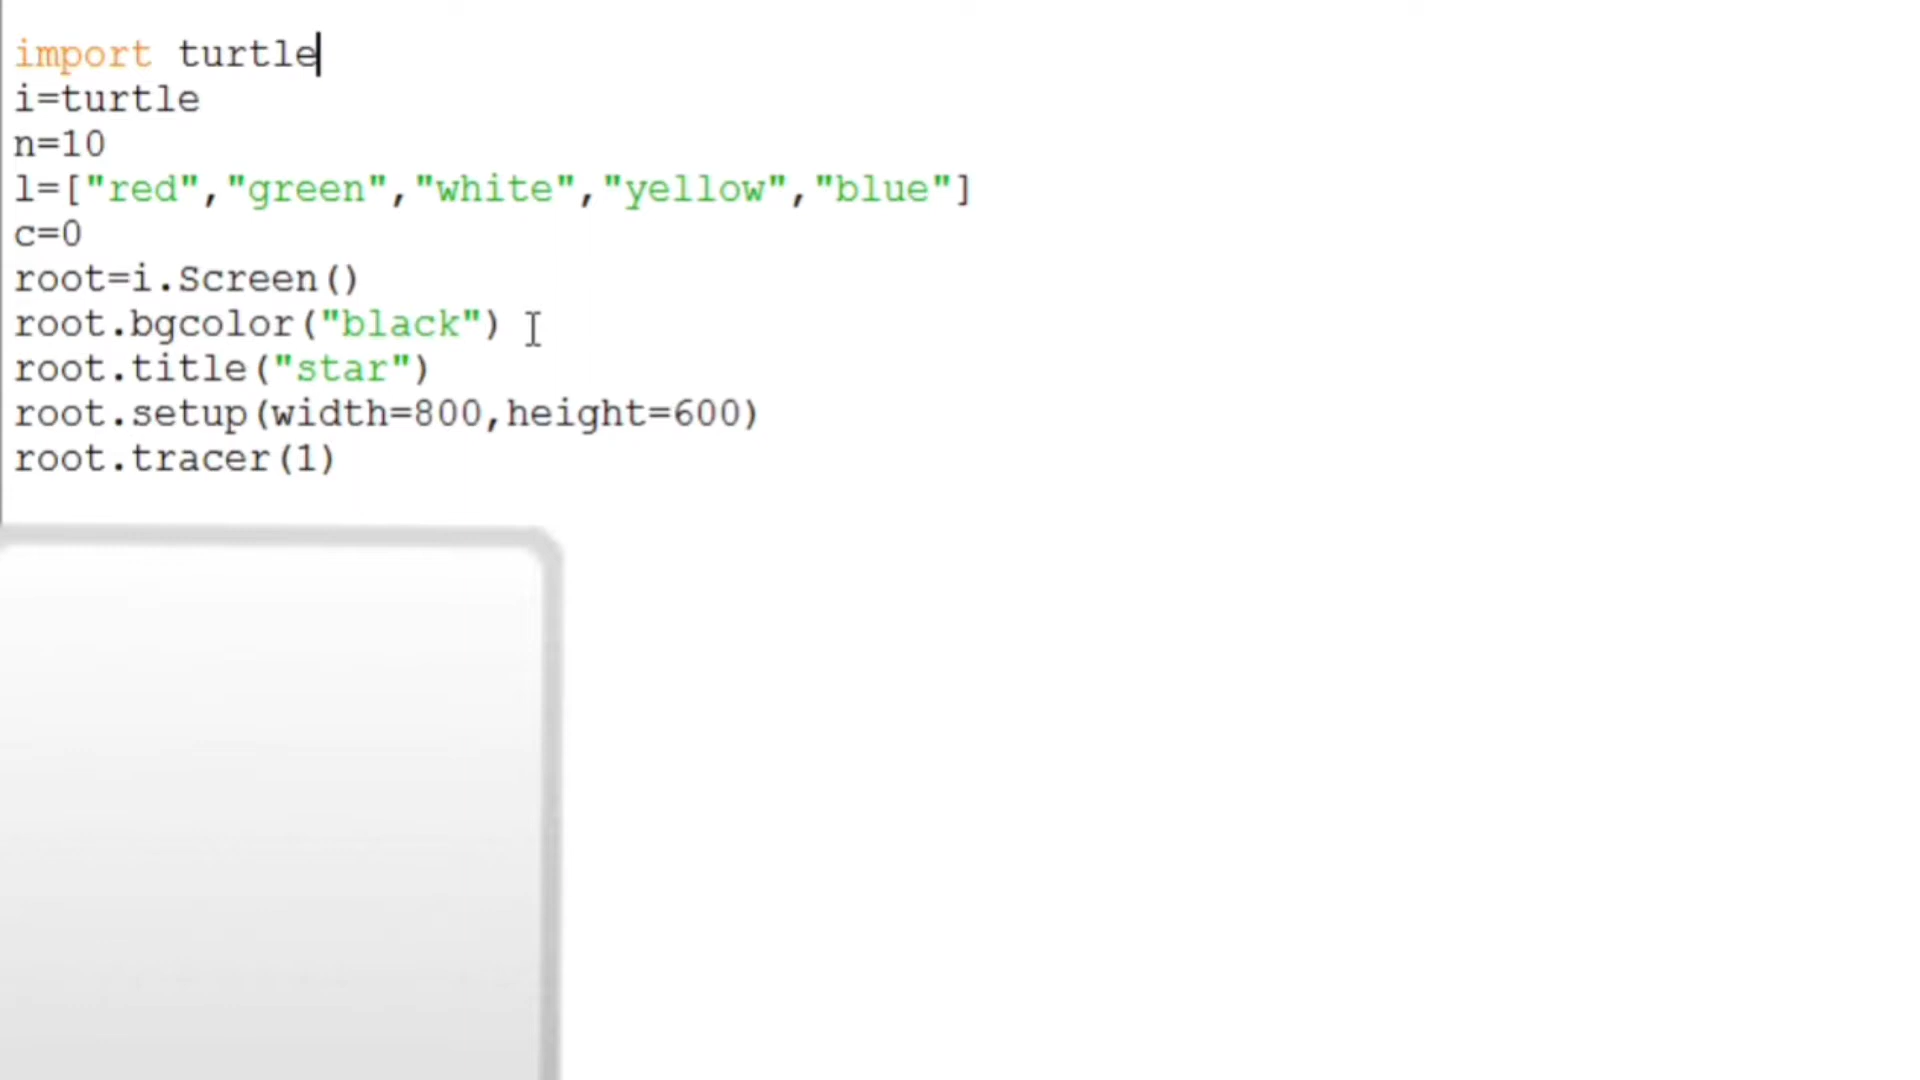 import turtle
i=turtle
n=10
l=["red","green","white","yellow","blue"]
c=0
root=i.Screen()
root.bgcolor("black")
root.title("star")
root.setup(width=800,height=600)
root.tracer(1)